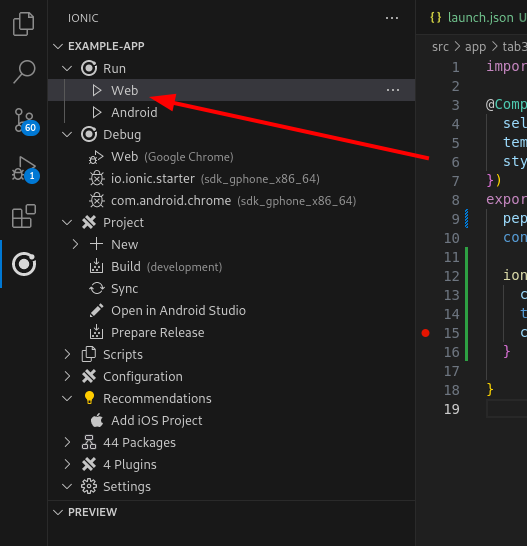 IONIC
···
EXAMPLE-APP
Run
Web
···
Android
Debug
Web (Google Chrome)
io.ionic.starter (sdk_gphone_x86_64)
com.android.chrome (sdk_gphone_x86_64)
Project
New
Build (development)
Sync
Open in Android Studio
Prepare Release
Scripts
Configuration
Recommendations
Add iOS Project
44 Packages
4 Plugins
Settings
PREVIEW
60
1
{} launch.json U
src > app > tab3
1 impor
2
3 @Comp
4 sel
5 tem
6 sty
7 })
8 expor
9 pep
10 con
11
12 ion
13 c
14 t
15 c
16 }
17
18 }
19